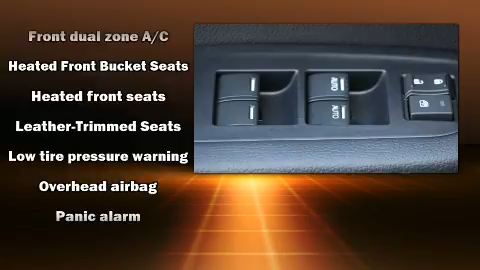 Front dual zone A/C
Heated Front Bucket Seats
Heated front seats
Leather-Trimmed Seats
Low tire pressure warning
Overhead airbag
Panic alarm
AUTO
AUTO